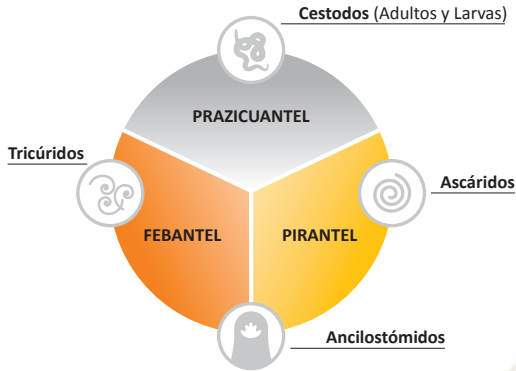 Cestodos (Adultos y Larvas)
PRAZICUANTEL
Tricúridos
Ascáridos
FEBANTEL
PIRANTEL
Ancilostómidos